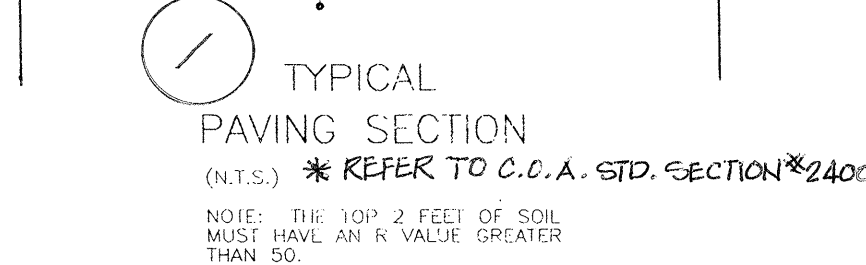 TYPICAL
PAVING SECTION
(N.T.S.) * REFER TO C.O.A. STD. SECTION #2400
NOTE: THE TOP 2 FEET OF SOIL
MUST HAVE AN R VALUE GREATER
THAN 50.